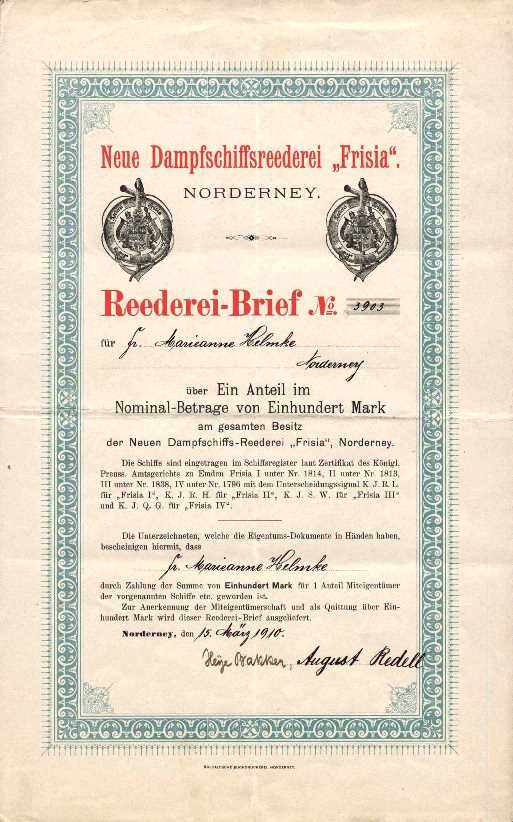 Neue Dampfschiffsreederei „Frisia“.
NORDERNEY.
Reederei-Brief No. 3903
für Fr. Marieanne Helmke
Norderney
über Ein Anteil im
Nominal-Betrage von Einhundert Mark
am gesamten Besitz
der Neuen Dampfschiffs-Reederei „Frisia“, Norderney.
Die Schiffe sind eingetragen im Schiffsregister laut Zertifikat des Königl.
Preuss. Amtsgerichts zu Emden Frisia I unter Nr. 1814, II unter Nr. 1813,
III unter Nr. 1838, IV unter Nr. 1796 mit dem Unterscheidungssignal K. J. R. L.
für „Frisia I“, K. J. R. H. für „Frisia II“, K. J. S. W. für „Frisia III“
und K. J. Q. G. für „Frisia IV“.
Die Unterzeichneten, welche die Eigentums-Dokumente in Händen haben,
bescheinigen hiermit, dass
Fr. Marieanne Helmke
durch Zahlung der Summe von Einhundert Mark für 1 Anteil Miteigentümer
der vorgenannten Schiffe etc. geworden ist.
Zur Anerkennung der Miteigentümerschaft und als Quittung über Ein-
hundert Mark wird dieser Reederei-Brief ausgeliefert.
Norderney, den 15. März 1910.
Heye Bakker, August Redell
BUCHDRUCKEREI, NORDERNEY.